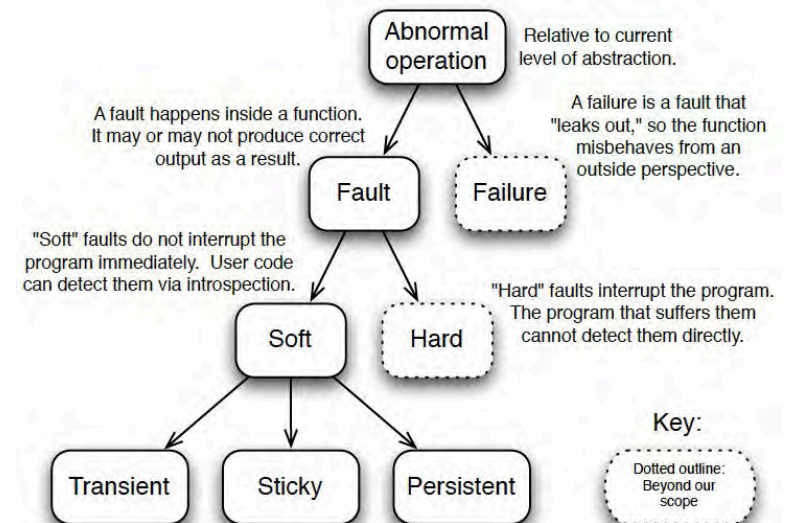 Abnormal
operation
Relative to current
level of abstraction.
A fault happens inside a function.
It may or may not produce correct
output as a result.
A failure is a fault that
"leaks out," so the function
misbehaves from an
outside perspective.
Fault
Failure
"Soft" faults do not interrupt the
program immediately. User code
can detect them via introspection.
"Hard" faults interrupt the program.
The program that suffers them
cannot detect them directly.
Soft
Hard
Key:
Transient
Sticky
Persistent
Dotted outline:
Beyond our
scope